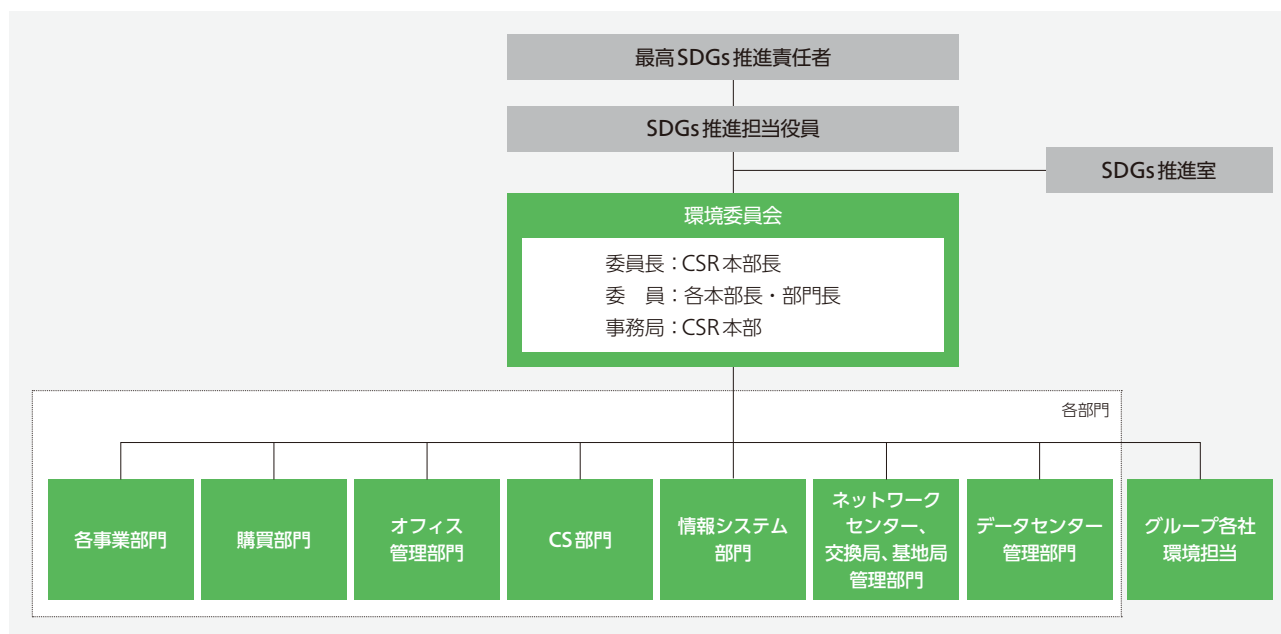 最高SDGs推進責任者
SDGs推進担当役員
SDGs推進室
環境委員会
委員長：CSR本部長
委　員：各本部長・部門長
事務局：CSR本部
各部門
各事業部門
購買部門
オフィス
管理部門
CS部門
情報システム
部門
ネットワーク
センター、
交換局、基地局
管理部門
データセンター
管理部門
グループ各社
環境担当